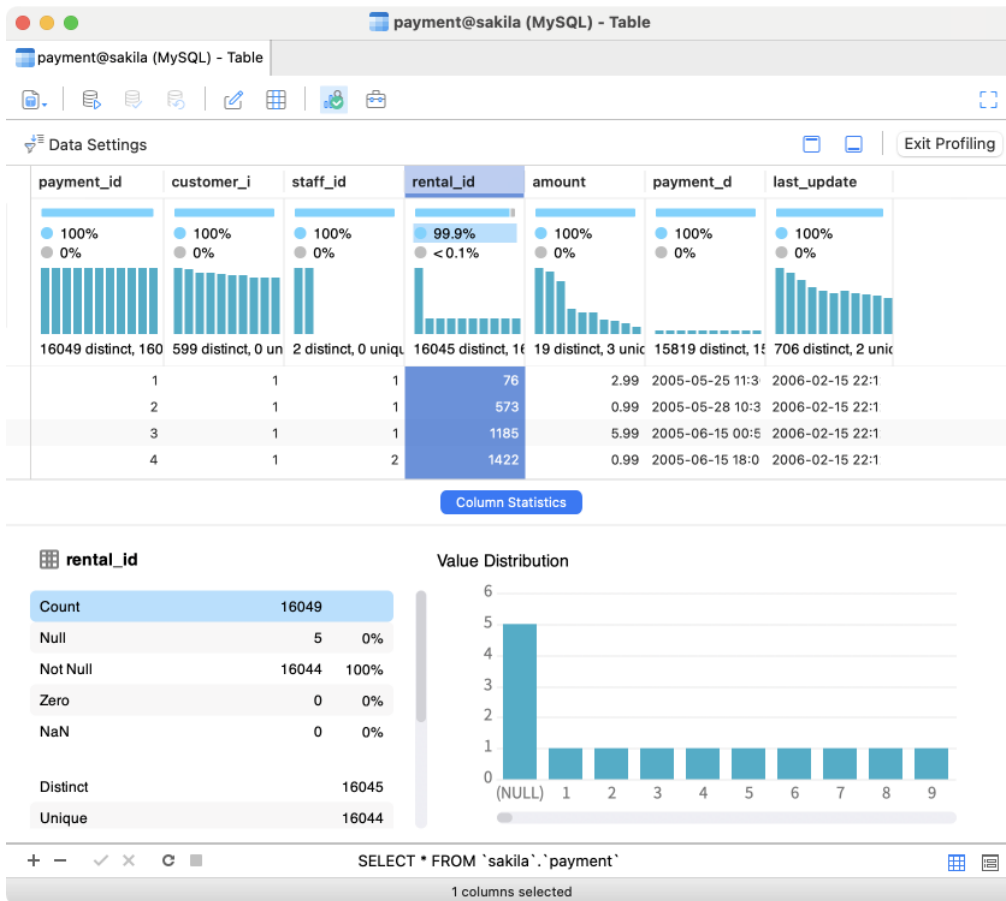 payment@sakila (MySQL) - Table
payment@sakila (MySQL) - Table
Data Settings
Exit Profiling
payment_id customer_i staff_id rental_id amount payment_d last_update
100% 100% 100% 99.9% 100% 100% 100%
0% 0% 0% <0.1% 0% 0% 0%
16049 distinct, 160 599 distinct, 0 un 2 distinct, 0 uniqu 16045 distinct, 16 19 distinct, 3 unic 15819 distinct, 15 706 distinct, 2 unic
1 1 1 76 2.99 2005-05-25 11:3 2006-02-15 22:1
2 1 1 573 0.99 2005-05-28 10:3 2006-02-15 22:1
3 1 1 1185 5.99 2005-06-15 00:5 2006-02-15 22:1
4 1 2 1422 0.99 2005-06-15 18:0 2006-02-15 22:1
Column Statistics
rental_id
Count 16049
Null 5 0%
Not Null 16044 100%
Zero 0 0%
NaN 0 0%
Distinct 16045
Unique 16044
Value Distribution
6
5
4
3
2
1
0
(NULL) 1 2 3 4 5 6 7 8 9
SELECT * FROM `sakila`.`payment`
1 columns selected